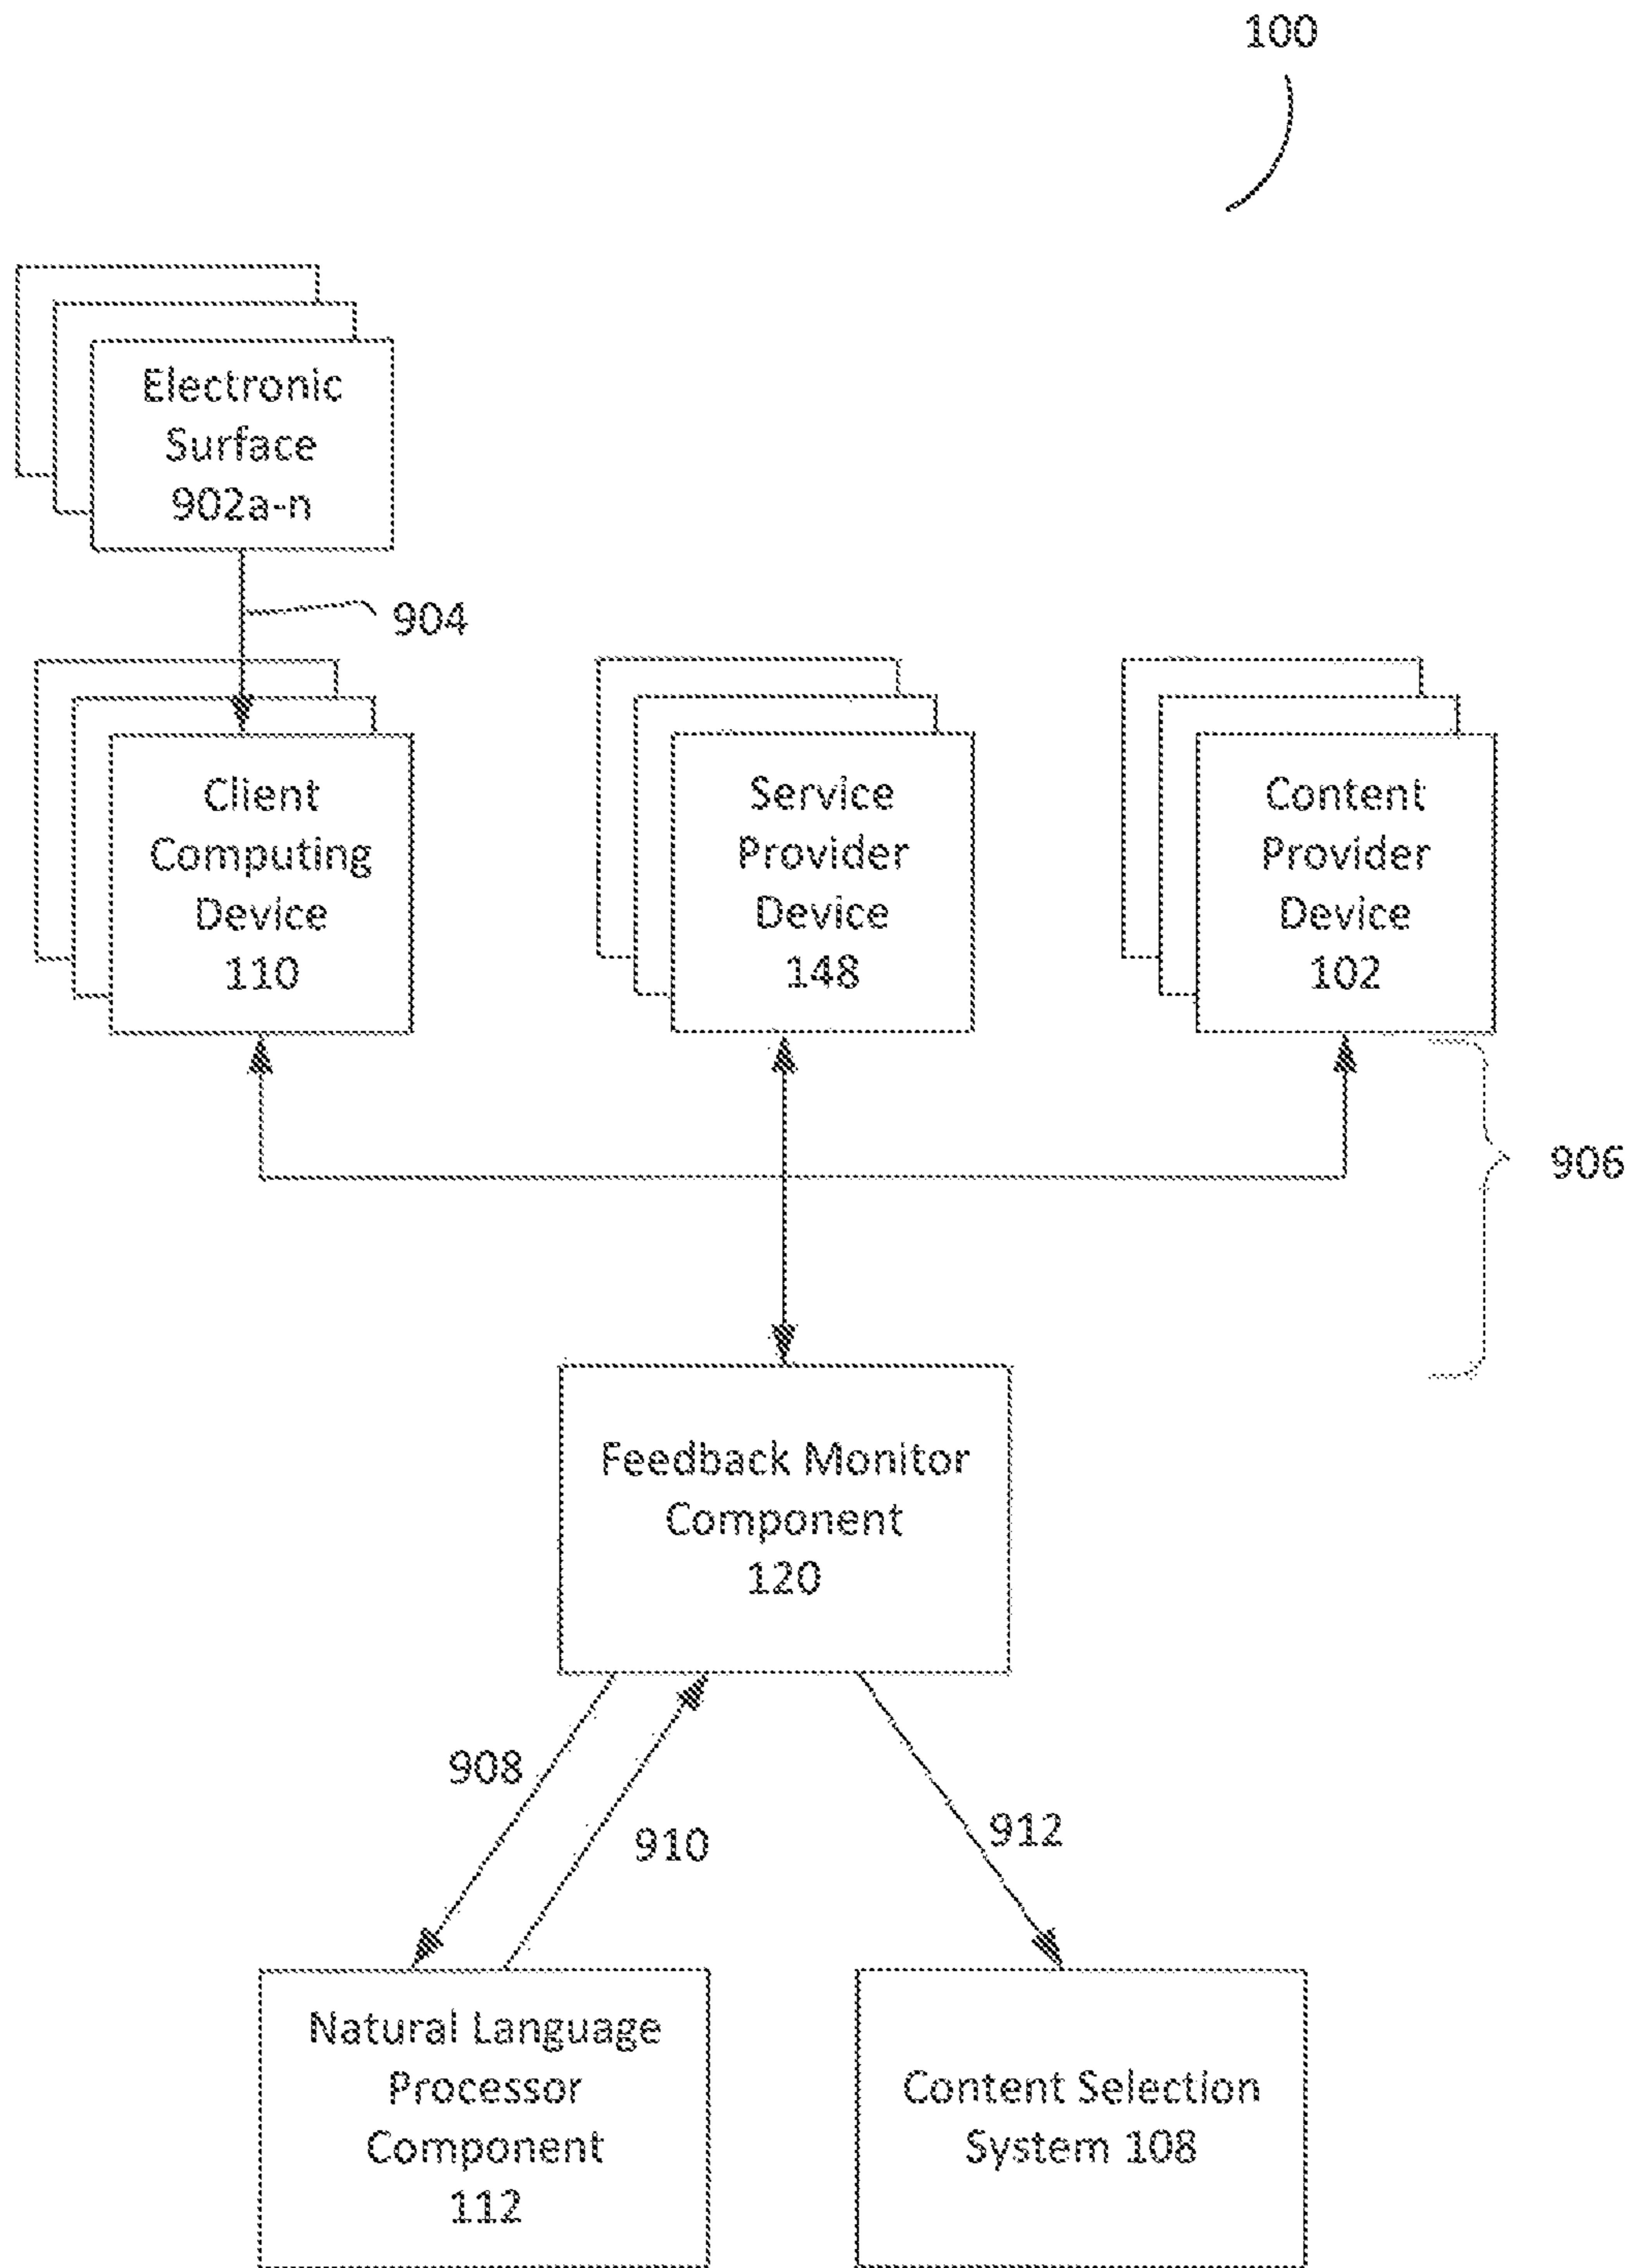 100
Electronic
Surface
902a-n
904
Client
Computing
Device
110
Service
Provider
Device
148
Content
Provider
Device
102
906
Feedback Monitor
Component
120
908
910
912
Natural Language
Processor
Component
112
Content Selection
System 108